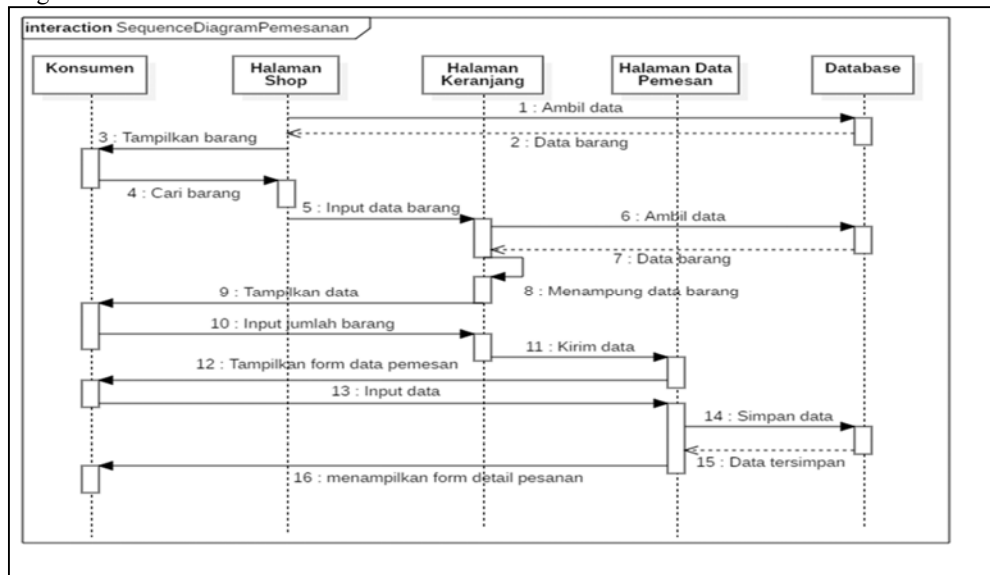 interaction SequenceDiagramPemesanan
Konsumen
Halaman
Shop
Halaman
Keranjang
Halaman Data
Pemesan
Database
1 : Ambil data
2 : Data barang
3 : Tampilkan barang
4 : Cari barang
5 : Input data barang
6 : Ambil data
7 : Data barang
8 : Menampung data barang
9 : Tampilkan data
10 : Input jumlah barang
11 : Kirim data
12 : Tampilkan form data pemesan
13 : Input data
14 : Simpan data
15 : Data tersimpan
16 : menampilkan form detail pesanan